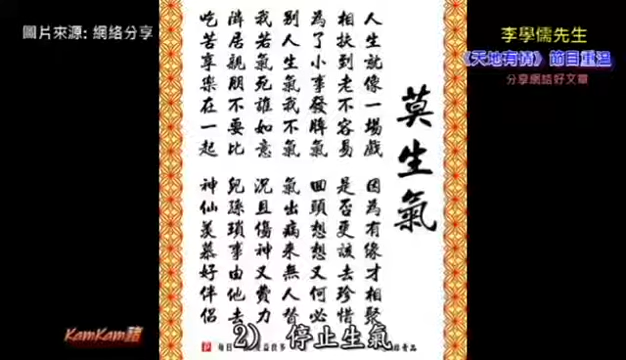 圖片來源: 網絡分享
李學儒先生
《天地有情》節目重溫
分享網絡好文章
莫生氣
人生就像一場戲 因為有緣才相聚
相扶到老不容易 是否更該去珍惜
為了小事發脾氣 回頭想想又何必
別人生氣我不氣 氣出病來無人替
我若氣死誰如意 況且傷神又費力
鄰居親朋不要比 兒孫瑣事由他去
吃苦享樂在一起 神仙羨慕好伴侶
2) 停止生氣
KamKam語